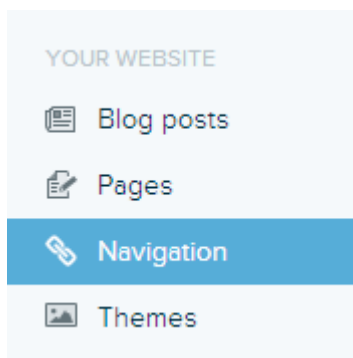 YOUR WEBSITE
Blog posts
Pages
Navigation
Themes